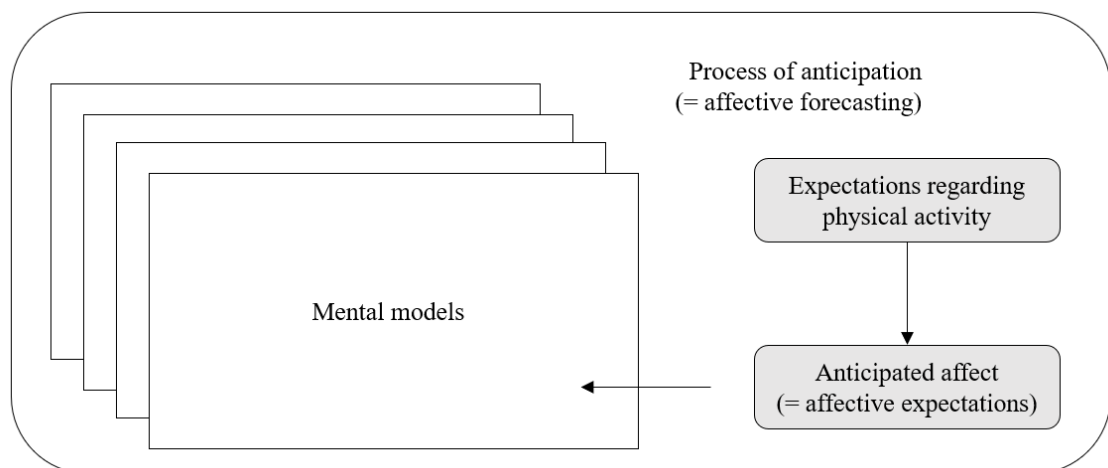 Process of anticipation
(= affective forecasting)
Expectations regarding
physical activity
Mental models
Anticipated affect
(= affective expectations)